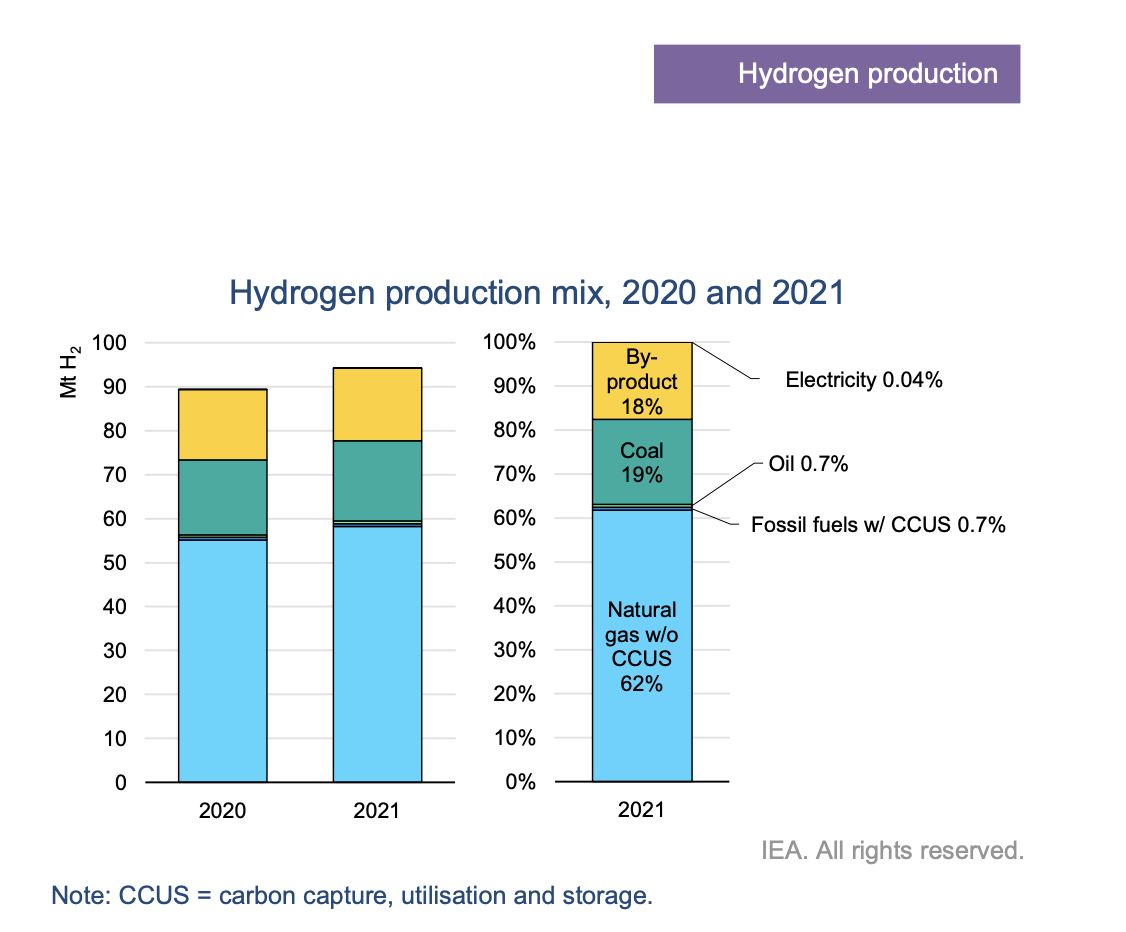 Hydrogen production
Hydrogen production mix, 2020 and 2021
Mt H₂
100
90
80
70
60
50
40
30
20
10
0
2020
2021
100%
90%
80%
70%
60%
50%
40%
30%
20%
10%
0%
By-
product
18%
Coal
19%
Natural
gas w/o
CCUS
62%
2021
Electricity 0.04%
Oil 0.7%
Fossil fuels w/ CCUS 0.7%
IEA. All rights reserved.
Note: CCUS = carbon capture, utilisation and storage.